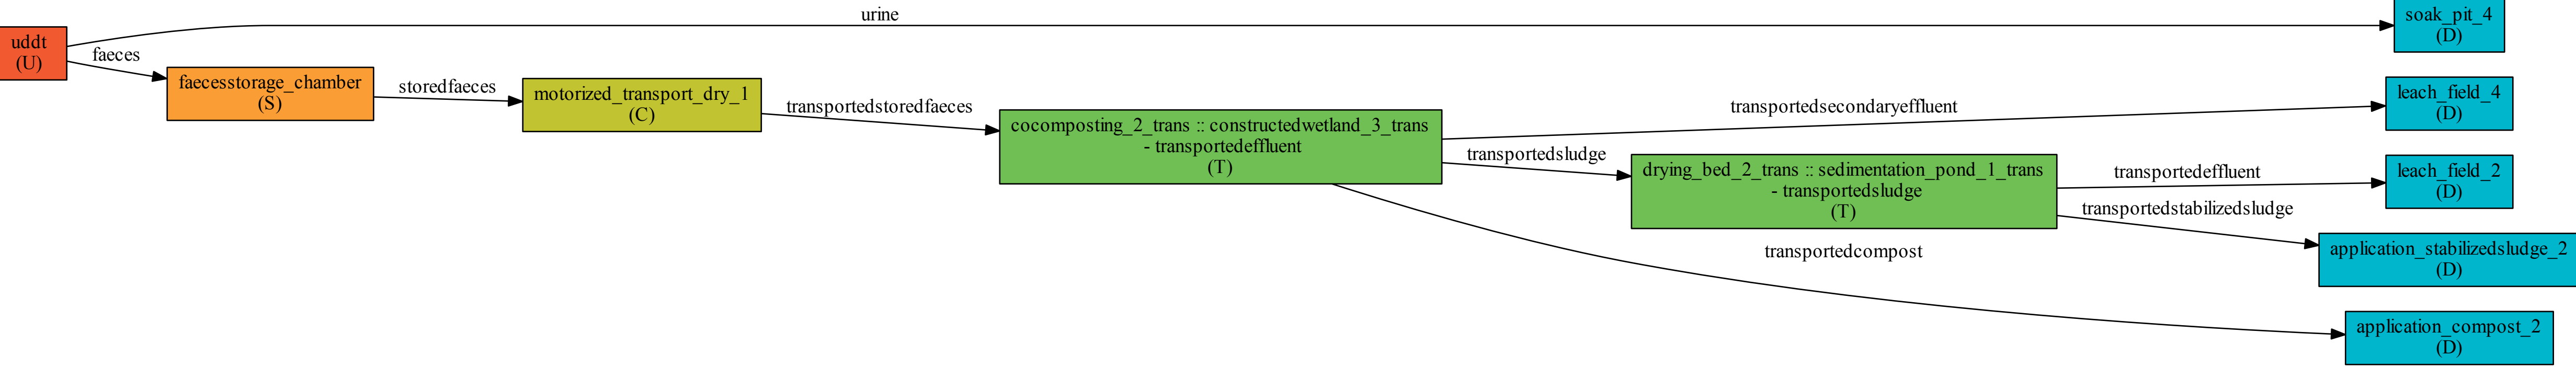 urine
soak_pit_4
(D)
uddt
(U)
faeces
faecesstorage_chamber
(S)
storedfaeces
motorized_transport_dry_1
(C)
transportedstoredfaeces
cocomposting_2_trans :: constructedwetland_3_trans
- transportedeffluent
(T)
transportedsecondaryeffluent
leach_field_4
(D)
transportedsludge
drying_bed_2_trans :: sedimentation_pond_1_trans
- transportedsludge
(T)
transportedeffluent
leach_field_2
(D)
transportedstabilizedsludge
application_stabilizedsludge_2
(D)
transportedcompost
application_compost_2
(D)